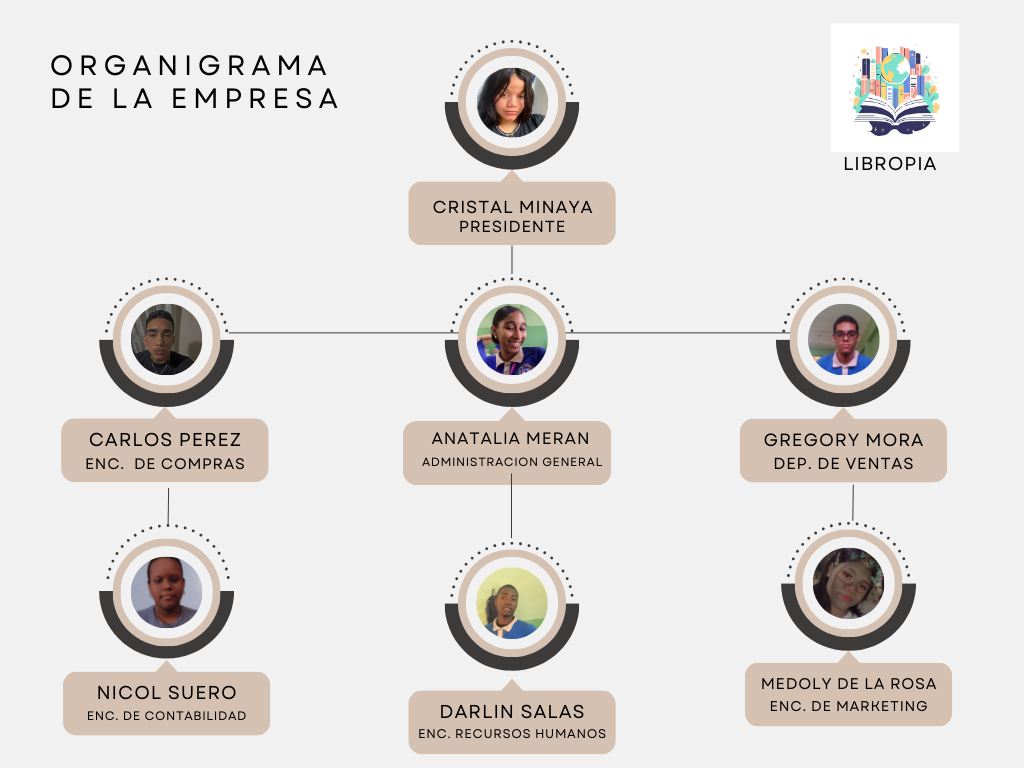 ORGANIGRAMA
DE LA EMPRESA
LIBROPIA
CRISTAL MINAYA
PRESIDENTE
CARLOS PEREZ
ENC. DE COMPRAS
ANATALIA MERAN
ADMINISTRACION GENERAL
GREGORY MORA
DEP. DE VENTAS
NICOL SUERO
ENC. DE CONTABILIDAD
DARLIN SALAS
ENC. RECURSOS HUMANOS
MEDOLY DE LA ROSA
ENC. DE MARKETING